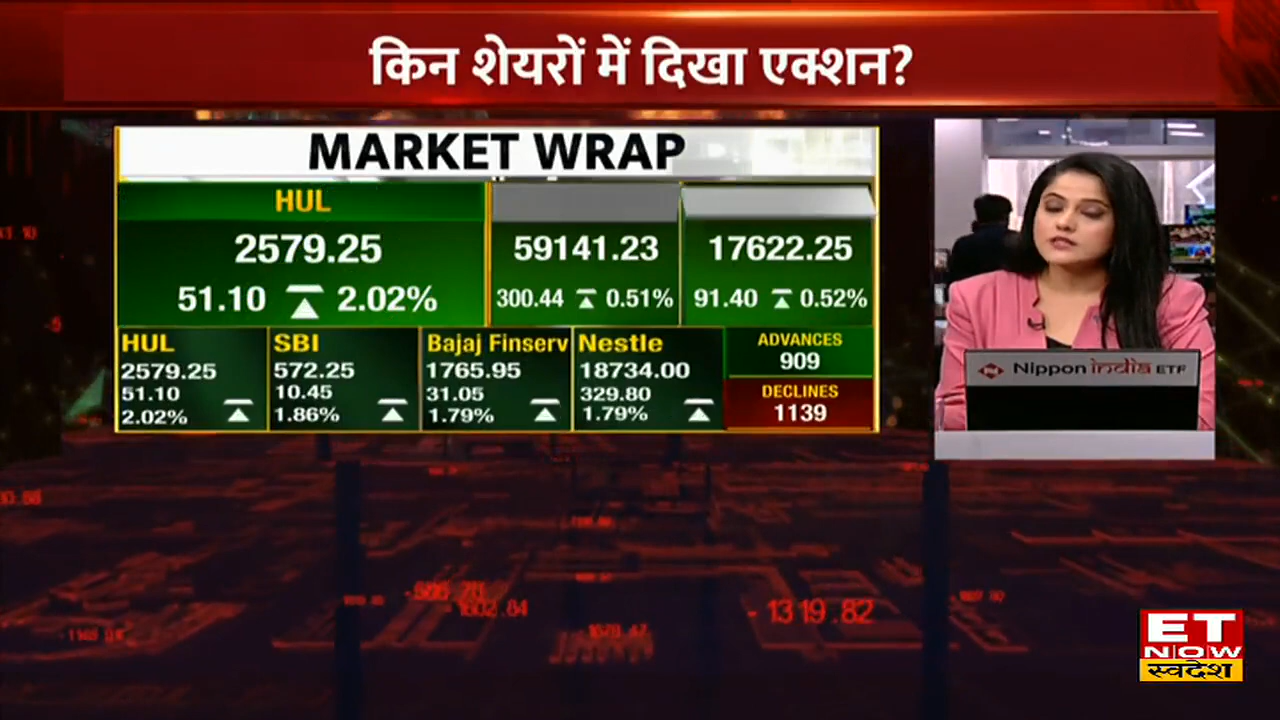 किन शेयरों में दिखा एक्शन?
MARKET WRAP
HUL
2579.25
51.10 2.02%
59141.23
300.44 0.51%
17622.25
91.40 0.52%
HUL
2579.25
51.10
2.02%
SBI
572.25
10.45
1.86%
Bajaj Finserv
1765.95
31.05
1.79%
Nestle
18734.00
329.80
1.79%
ADVANCES
909
DECLINES
1139
Nippon india ETF
1602.84
- 1319.82
ET
NOW
स्वदेश